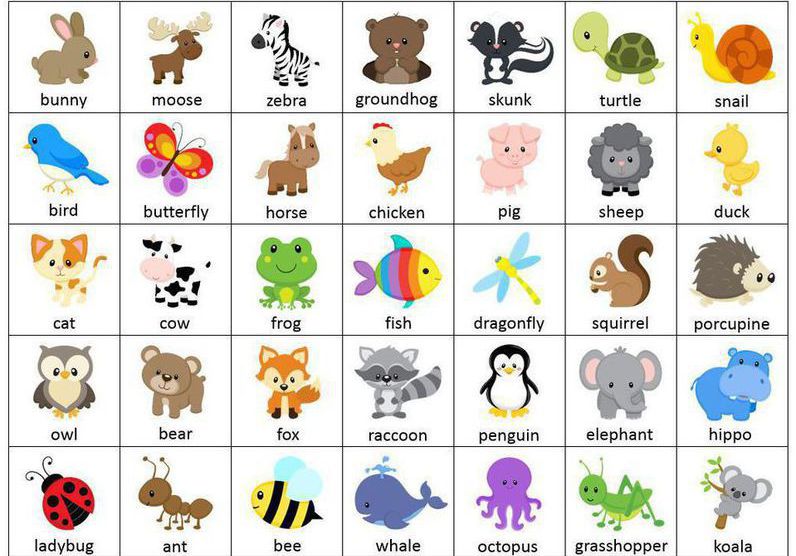 bunny moose zebra groundhog skunk turtle snail
bird butterfly horse chicken pig sheep duck
cat cow frog fish dragonfly squirrel porcupine
owl bear fox raccoon penguin elephant hippo
ladybug ant bee whale octopus grasshopper koala